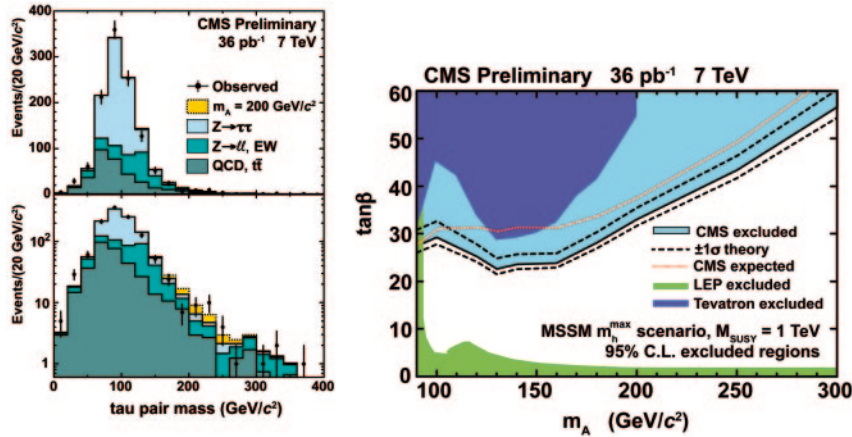 CMS Preliminary
36 pb⁻¹ 7 TeV
Events/(20 GeV/c²)
400
300
200
100
0
Observed
m_A = 200 GeV/c²
Z→ττ
Z→ℓℓ, EW
QCD, tt̄
Events/(20 GeV/c²)
10²
10
1
0 100 200 300 400
tau pair mass (GeV/c²)
CMS Preliminary 36 pb⁻¹ 7 TeV
tanβ
60
50
40
30
20
10
0
CMS excluded
±1σ theory
CMS expected
LEP excluded
Tevatron excluded
MSSM m_h^max scenario, M_SUSY = 1 TeV
95% C.L. excluded regions
100 150 200 250 300
m_A (GeV/c²)